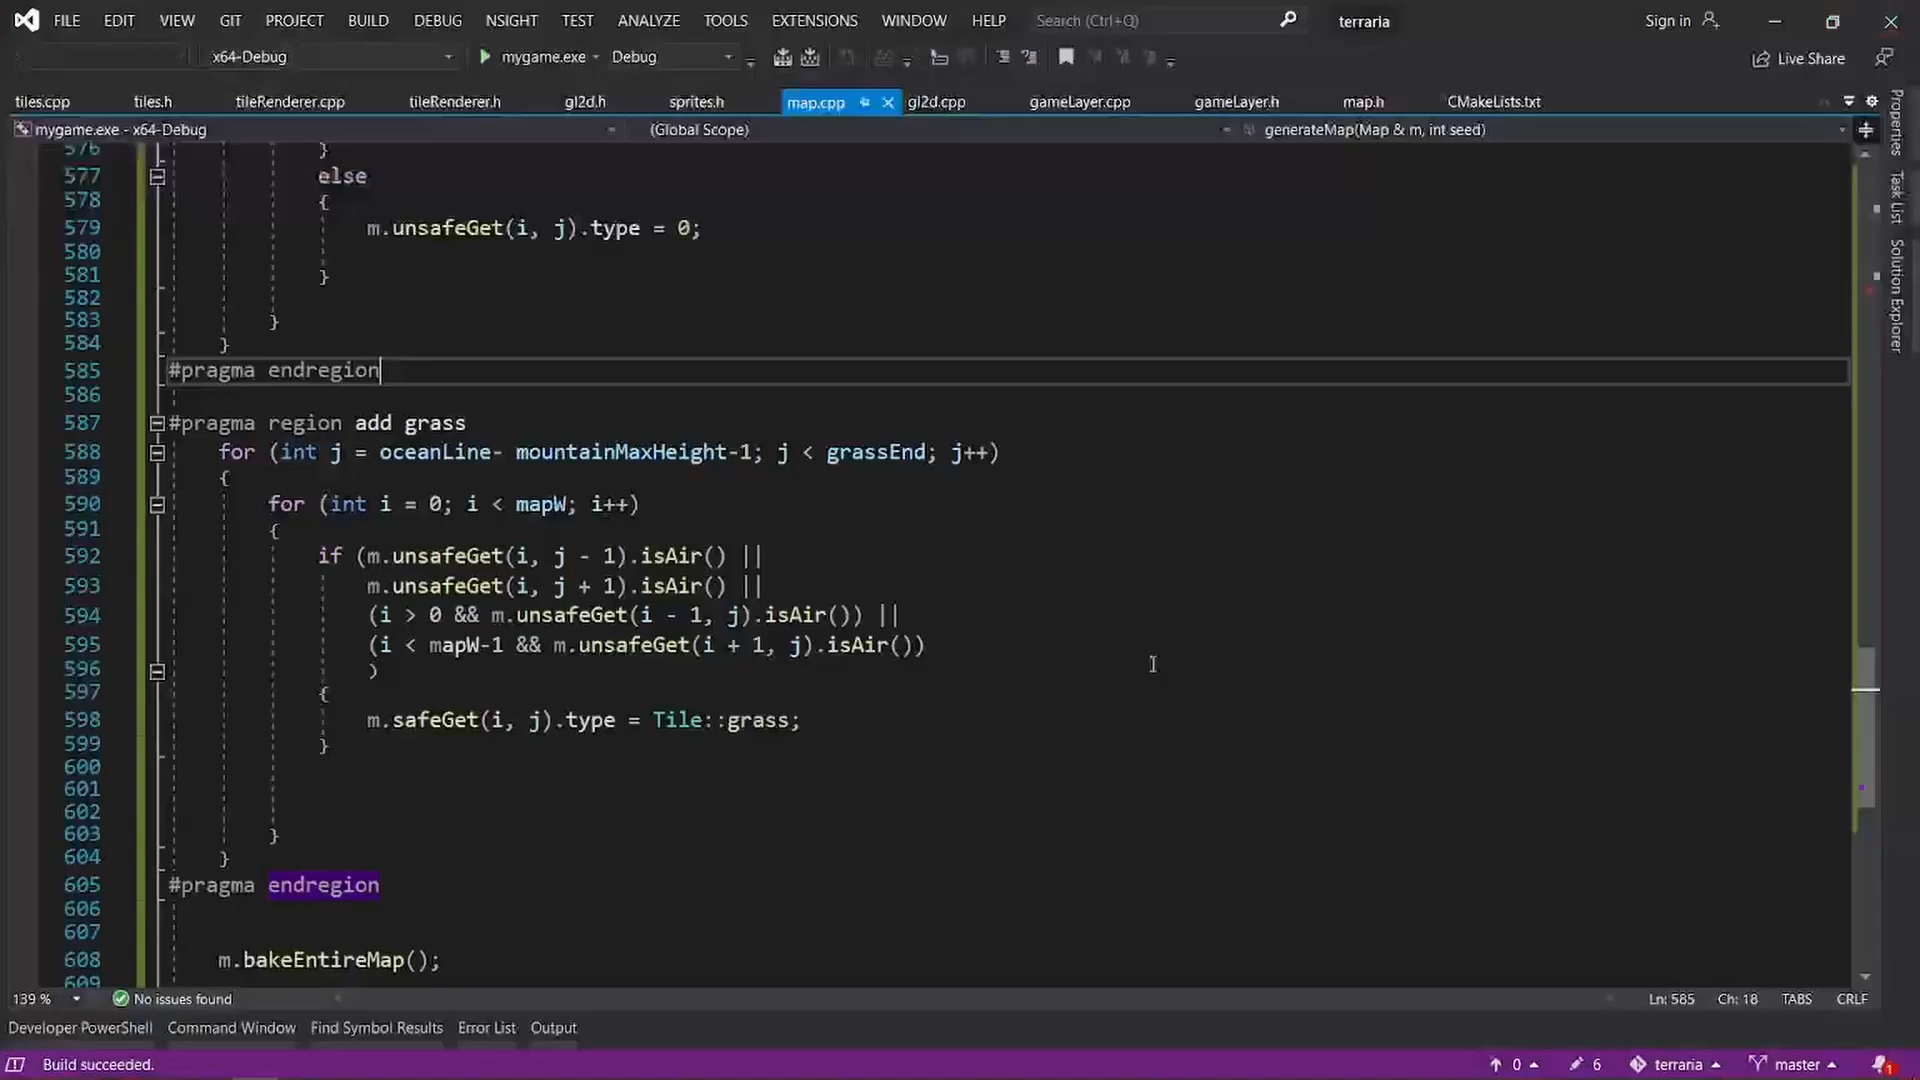 FILE EDIT VIEW GIT PROJECT BUILD DEBUG NSIGHT TEST ANALYZE TOOLS EXTENSIONS WINDOW HELP Search (Ctrl+Q) terraria Sign in
x64-Debug mygame.exe Debug Live Share
tiles.cpp tiles.h tileRenderer.cpp tileRenderer.h gl2d.h sprites.h map.cpp gl2d.cpp gameLayer.cpp gameLayer.h map.h CMakeLists.txt
mygame.exe - x64-Debug (Global Scope) generateMap(Map & m, int seed)
Properties
Task List
Solution Explorer
576 }
577 else
578 {
579 m.unsafeGet(i, j).type = 0;
580
581 }
582
583 }
584 }
585 #pragma endregion
586
587 #pragma region add grass
588 for (int j = oceanLine- mountainMaxHeight-1; j < grassEnd; j++)
589 {
590 for (int i = 0; i < mapW; i++)
591 {
592 if (m.unsafeGet(i, j - 1).isAir() ||
593 m.unsafeGet(i, j + 1).isAir() ||
594 (i > 0 && m.unsafeGet(i - 1, j).isAir()) ||
595 (i < mapW-1 && m.unsafeGet(i + 1, j).isAir())
596 )
597 {
598 m.safeGet(i, j).type = Tile::grass;
599 }
600
601
602
603 }
604 }
605 #pragma endregion
606
607
608 m.bakeEntireMap();
609
139 % No issues found Ln: 585 Ch: 18 TABS CRLF
Developer PowerShell Command Window Find Symbol Results Error List Output
Build succeeded. 0 6 terraria master 1